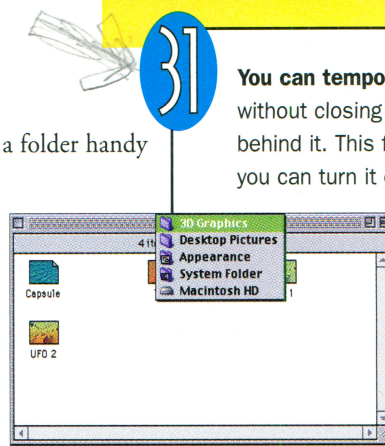 31
You can tempo
without closing
a folder handy
behind it. This f
you can turn it
3D Graphics
4 it
Desktop Pictures
Appearance
System Folder
Macintosh HD
Capsule
1
UFO 2